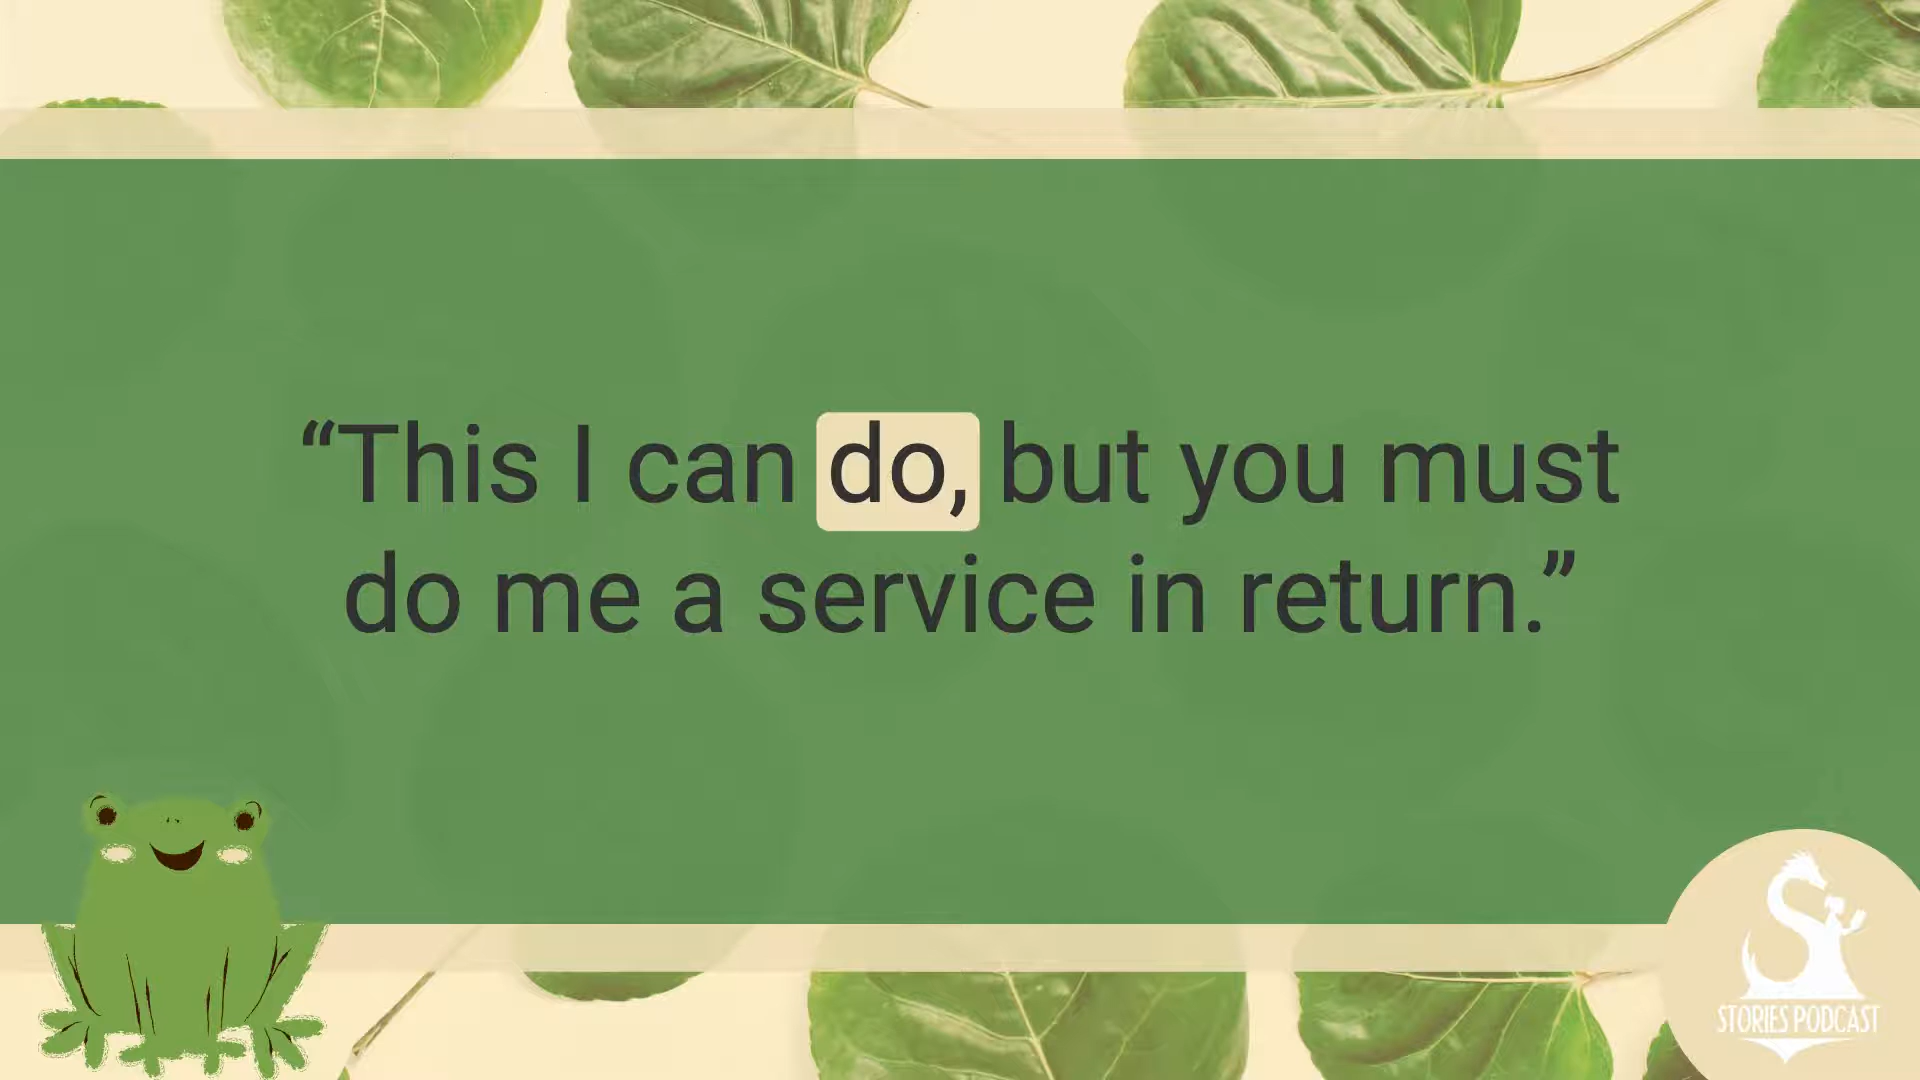 “This I can do, but you must
do me a service in return.”
STORIES PODCAST